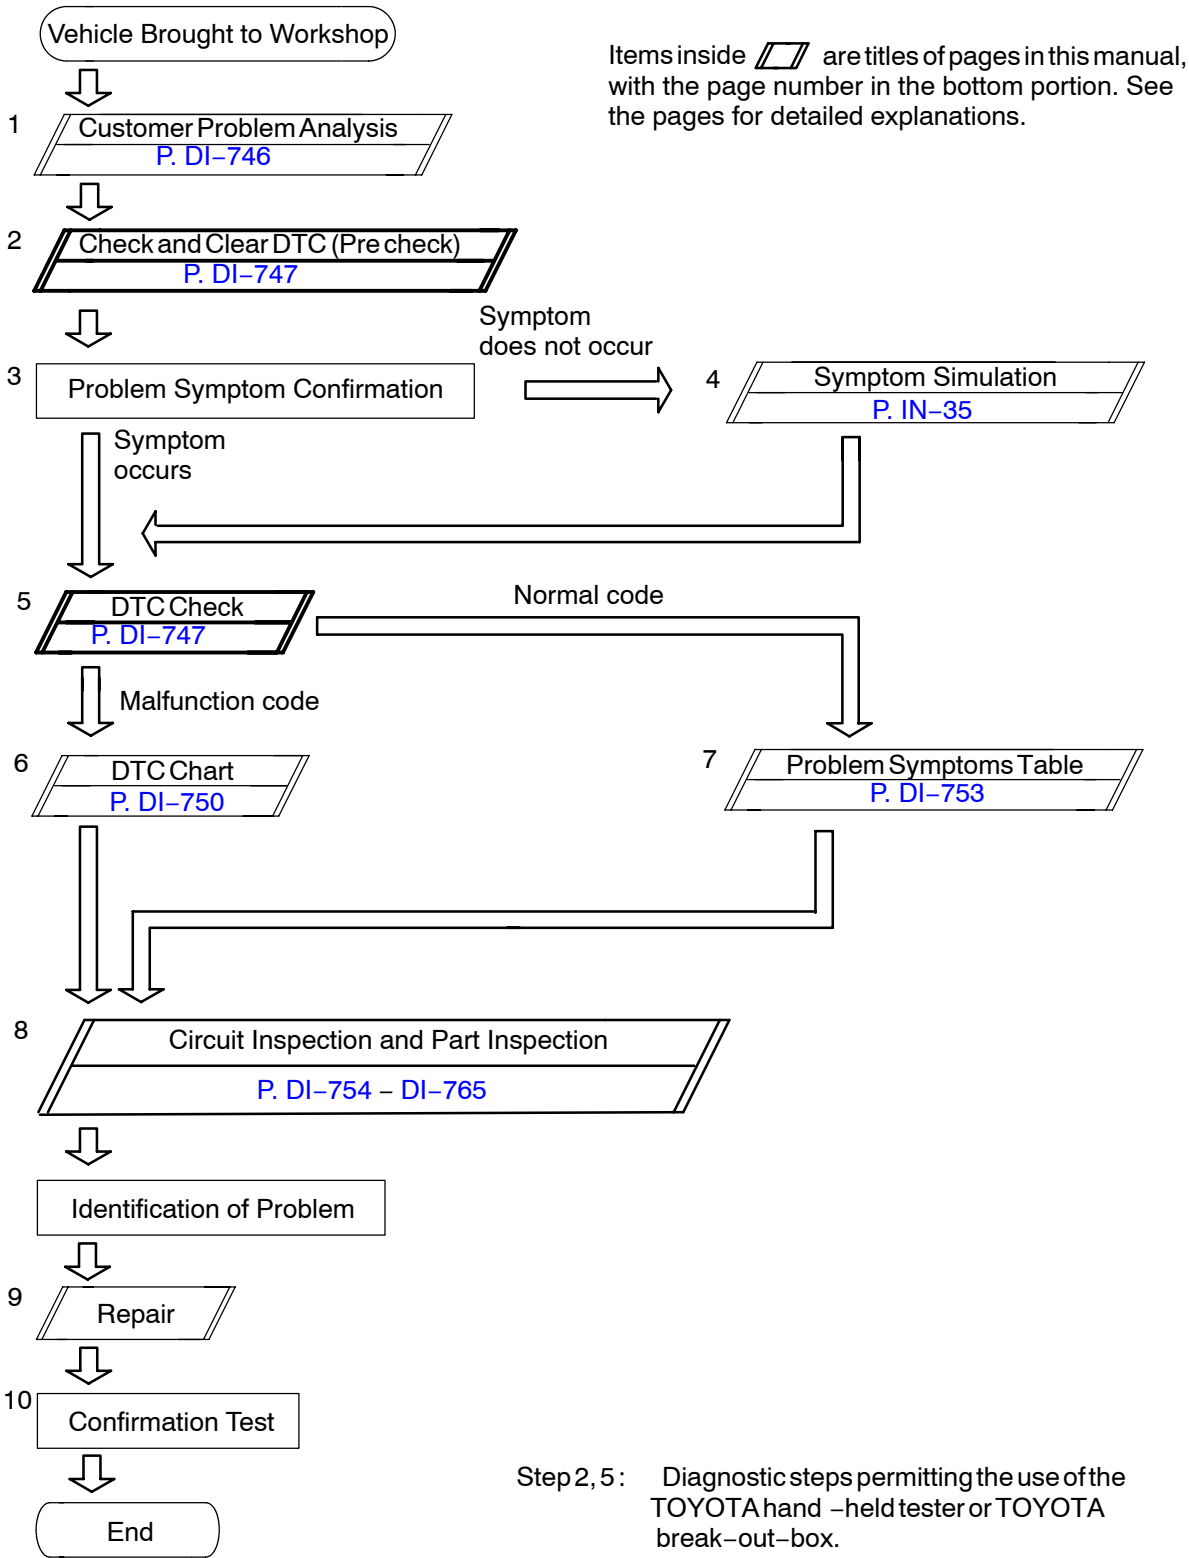 Vehicle Brought to Workshop
Items inside are titles of pages in this manual,
with the page number in the bottom portion. See
the pages for detailed explanations.
1
Customer Problem Analysis
P. DI–746
2
Check and Clear DTC (Pre check)
P. DI–747
Symptom
does not occur
3
Problem Symptom Confirmation
4
Symptom Simulation
P. IN–35
Symptom
occurs
5
DTC Check
P. DI–747
Normal code
Malfunction code
6
DTC Chart
P. DI–750
7
Problem Symptoms Table
P. DI–753
8
Circuit Inspection and Part Inspection
P. DI–754 – DI–765
Identification of Problem
9
Repair
10
Confirmation Test
End
Step 2, 5 : Diagnostic steps permitting the use of the
TOYOTA hand –held tester or TOYOTA
break–out–box.